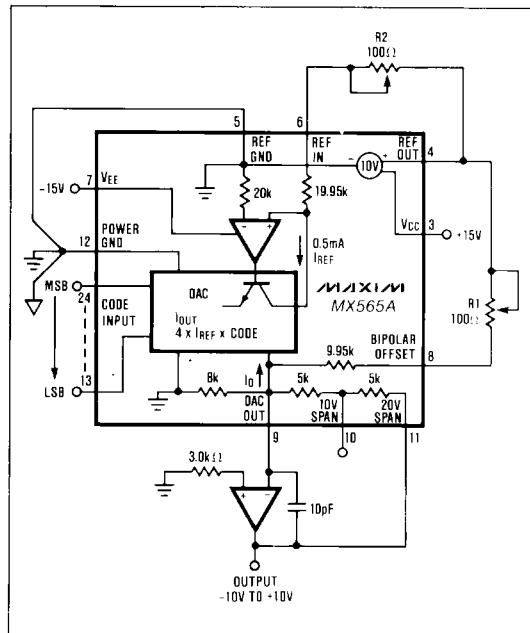 R2
100Ω
5
6
REF
GND
REF
IN
REF
OUT
4
-15V
7
VEE
20k
19.95k
10V
VCC
3
+15V
12
POWER
GND
0.5mA
IREF
MAXIM
MX565A
MSB
24
CODE
INPUT
DAC
IOUT
4 x IREF x CODE
R1
100Ω
BIPOLAR
OFFSET
9.95k
8
13
LSB
8k
IO
5k
5k
DAC
OUT
10V
SPAN
20V
SPAN
9
10
11
3.0kΩ
10pF
OUTPUT
-10V TO +10V